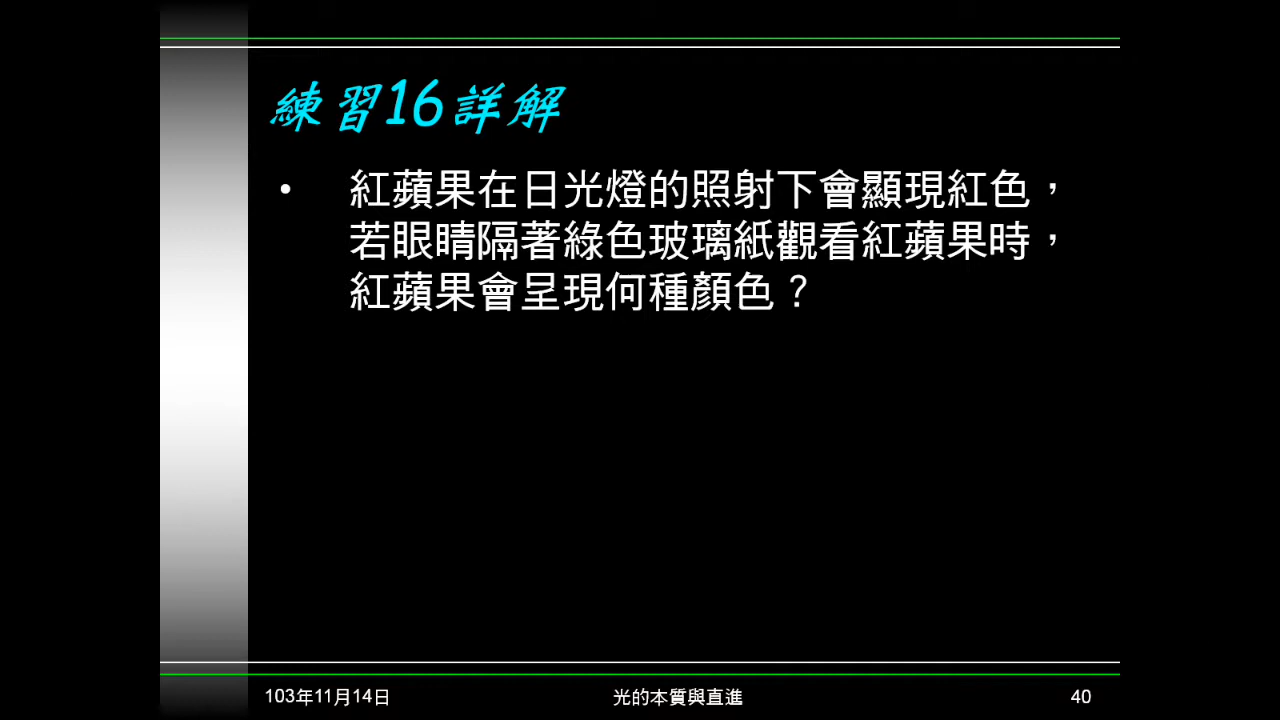 練習16詳解
• 紅蘋果在日光燈的照射下會顯現紅色，
若眼睛隔著綠色玻璃紙觀看紅蘋果時，
紅蘋果會呈現何種顏色？
103年11月14日
光的本質與直進
40